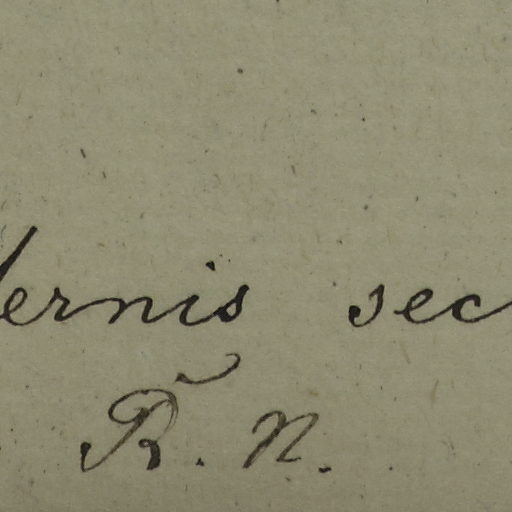 ernis sec
R. N.